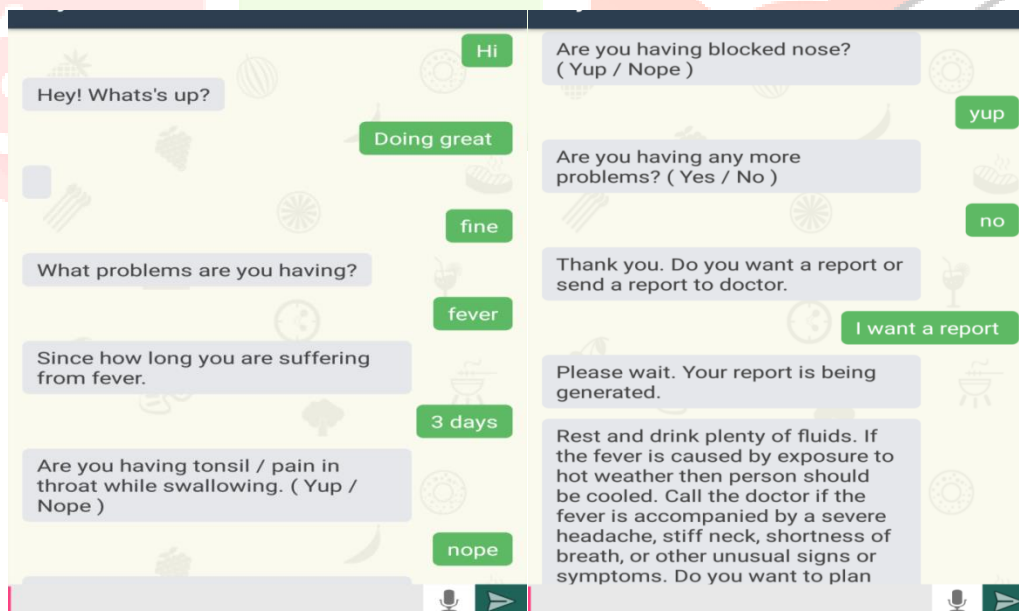 Hi
Hey! Whats's up?
Doing great
fine
What problems are you having?
fever
Since how long you are suffering
from fever.
3 days
Are you having tonsil / pain in
throat while swallowing. ( Yup /
Nope )
nope
Are you having blocked nose?
( Yup / Nope )
yup
Are you having any more
problems? ( Yes / No )
no
Thank you. Do you want a report or
send a report to doctor.
I want a report
Please wait. Your report is being
generated.
Rest and drink plenty of fluids. If
the fever is caused by exposure to
hot weather then person should
be cooled. Call the doctor if the
fever is accompanied by a severe
headache, stiff neck, shortness of
breath, or other unusual signs or
symptoms. Do you want to plan